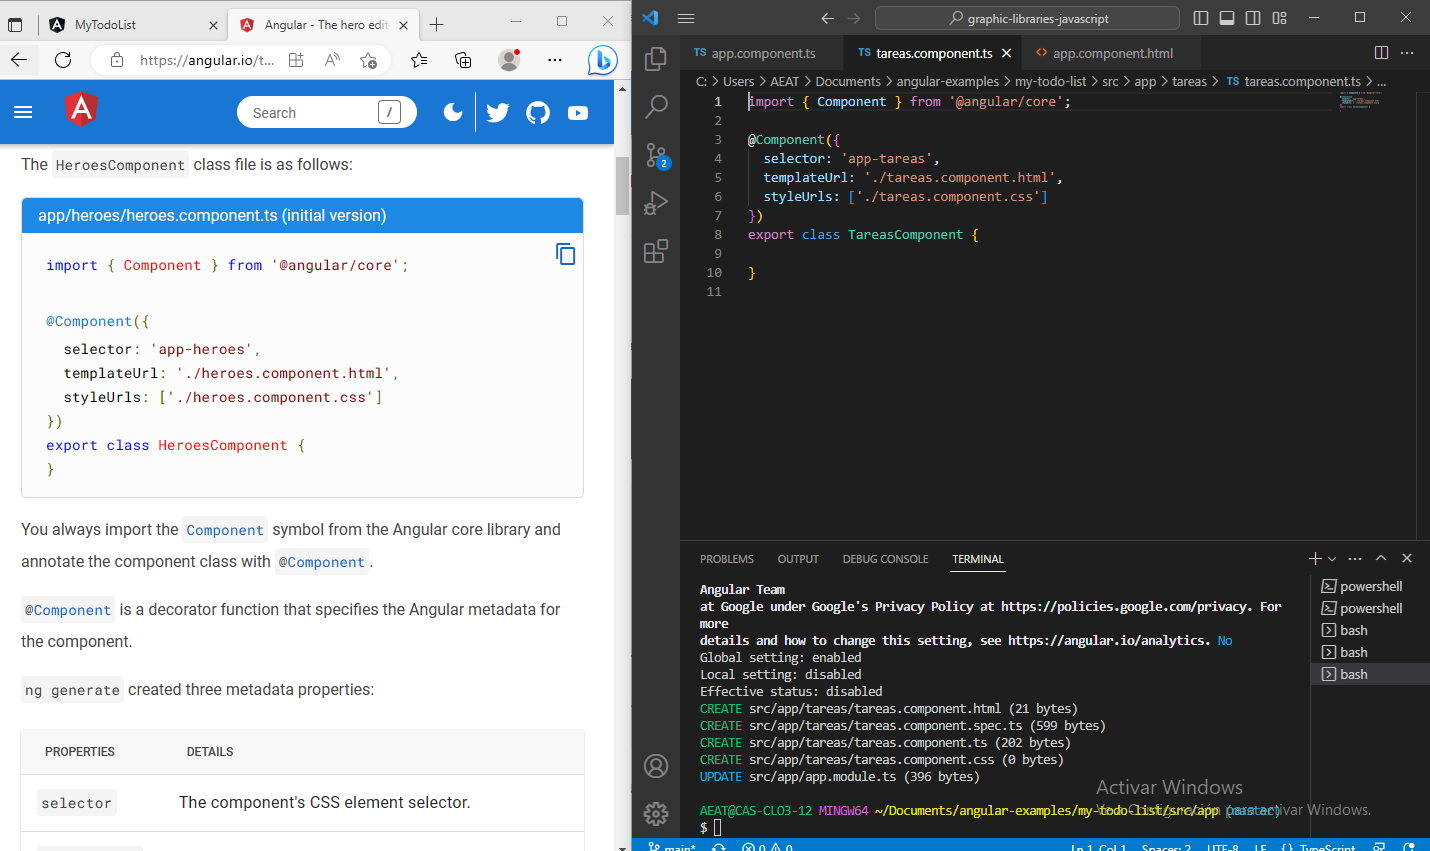 MyTodoList
Angular - The hero edit
https://angular.io/t...
Search /
The HeroesComponent class file is as follows:
app/heroes/heroes.component.ts (initial version)
import { Component } from '@angular/core';
@Component({
selector: 'app-heroes',
templateUrl: './heroes.component.html',
styleUrls: ['./heroes.component.css']
})
export class HeroesComponent {
}
You always import the Component symbol from the Angular core library and
annotate the component class with @Component.
@Component is a decorator function that specifies the Angular metadata for
the component.
ng generate created three metadata properties:
PROPERTIES DETAILS
selector The component's CSS element selector.
graphic-libraries-javascript
TS app.component.ts TS tareas.component.ts <> app.component.html
C: > Users > AEAT > Documents > angular-examples > my-todo-list > src > app > tareas > TS tareas.component.ts > ...
1 import { Component } from '@angular/core';
2
3 @Component({
4 selector: 'app-tareas',
5 templateUrl: './tareas.component.html',
6 styleUrls: ['./tareas.component.css']
7 })
8 export class TareasComponent {
9
10 }
11
2
PROBLEMS OUTPUT DEBUG CONSOLE TERMINAL
Angular Team
at Google under Google's Privacy Policy at https://policies.google.com/privacy. For
more
details and how to change this setting, see https://angular.io/analytics. No
Global setting: enabled
Local setting: disabled
Effective status: disabled
CREATE src/app/tareas/tareas.component.html (21 bytes)
CREATE src/app/tareas/tareas.component.spec.ts (599 bytes)
CREATE src/app/tareas/tareas.component.ts (202 bytes)
CREATE src/app/tareas/tareas.component.css (0 bytes)
UPDATE src/app/app.module.ts (396 bytes)
AEAT@CAS-CLO3-12 MINGW64 ~/Documents/angular-examples/my-todo-list/src/app (master)
$
powershell
powershell
bash
bash
bash
Activar Windows
Ve a Configuración para activar Windows.
main* 0 0 Ln 1, Col 1 Spaces: 2 UTF-8 LF {} TypeScript